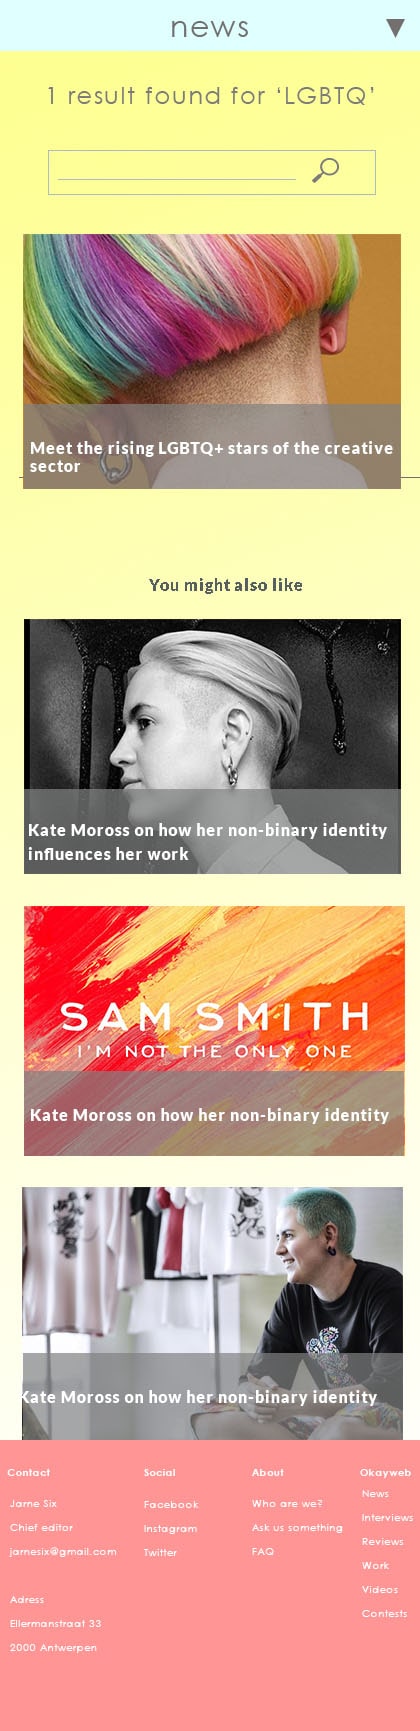 news
1 result found for ‘LGBTQ’
Meet the rising LGBTQ+ stars of the creative
sector
You might also like
Kate Moross on how her non-binary identity
influences her work
SAM SMITH
I'M NOT THE ONLY ONE
Kate Moross on how her non-binary identity
Kate Moross on how her non-binary identity
Contact
Jarne Six
Chief editor
jarnesix@gmail.com
Adress
Ellermanstraat 33
2000 Antwerpen
Social
Facebook
Instagram
Twitter
About
Who are we?
Ask us something
FAQ
Okayweb
News
Interviews
Reviews
Work
Videos
Contests